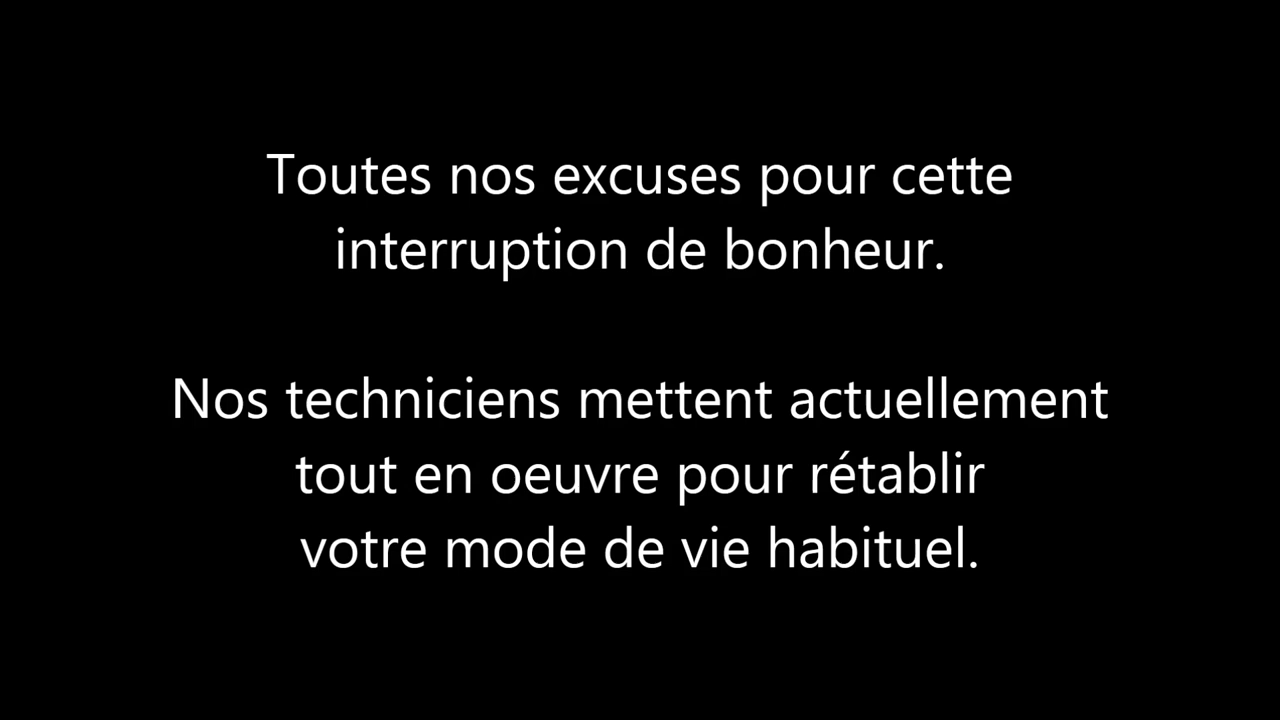 Toutes nos excuses pour cette
interruption de bonheur.
Nos techniciens mettent actuellement
tout en oeuvre pour rétablir
votre mode de vie habituel.